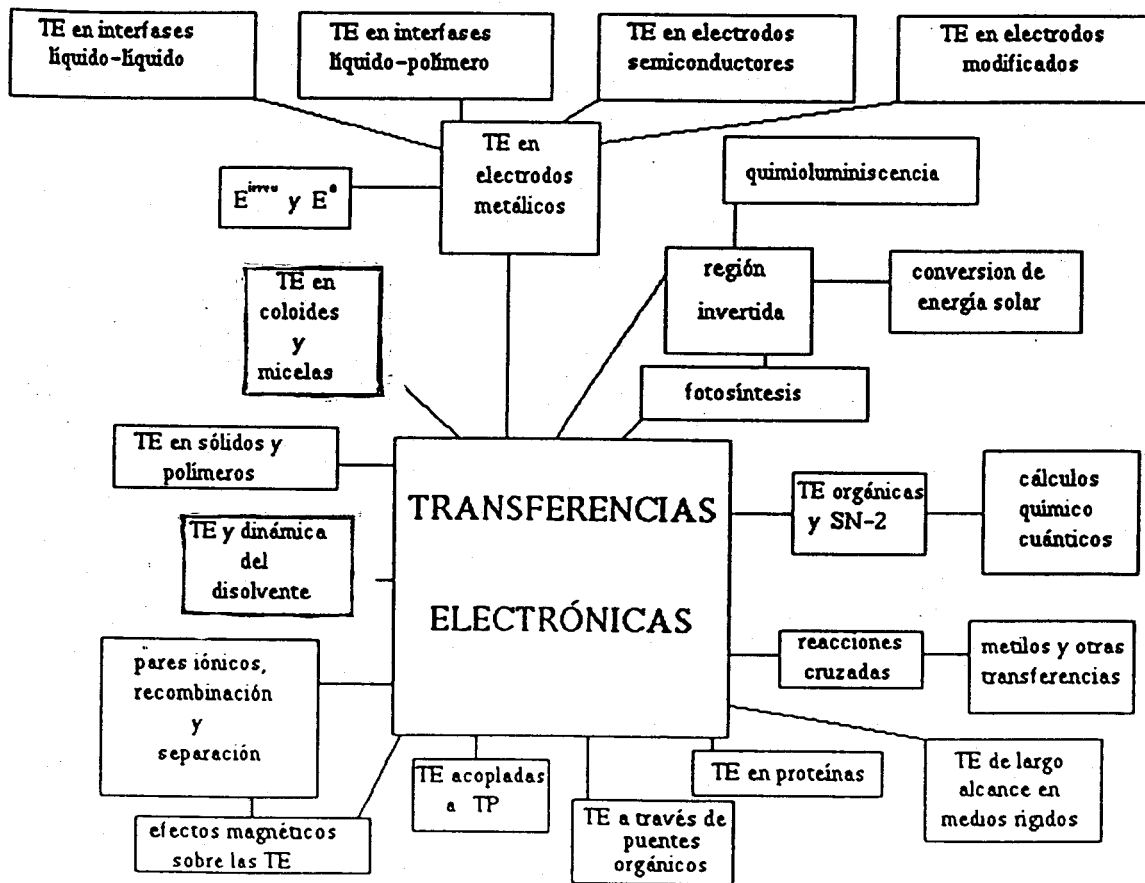 TE en interfases
líquido-líquido
TE en interfases
líquido-polímero
TE en electrodos
semiconductores
TE en electrodos
modificados
TE en
electrodos
metálicos
y E°
quimioluminiscencia
TE en
coloides
y
micelas
región
invertida
conversion de
energía solar
fotosíntesis
TE en sólidos y
polímeros
TE y dinámica
del
disolvente
TRANSFERENCIAS
ELECTRÓNICAS
TE orgánicas
y SN-2
cálculos
químico
cuánticos
reacciones
cruzadas
metilos y otras
transferencias
pares iónicos,
recombinación
y
separación
efectos magnéticos
sobre las TE
TE acopladas
a TP
TE a través de
puentes
orgánicos
TE en proteínas
TE de largo
alcance en
medios rígidos